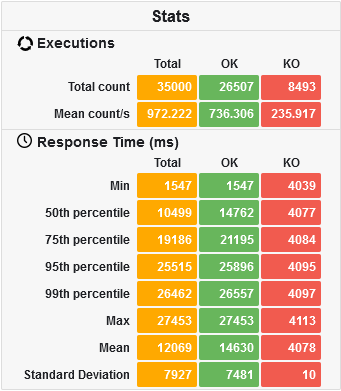 Stats
Executions
Total OK KO
Total count 35000 26507 8493
Mean count/s 972.222 736.306 235.917
Response Time (ms)
Total OK KO
Min 1547 1547 4039
50th percentile 10499 14762 4077
75th percentile 19186 21195 4084
95th percentile 25515 25896 4095
99th percentile 26462 26557 4097
Max 27453 27453 4113
Mean 12069 14630 4078
Standard Deviation 7927 7481 10